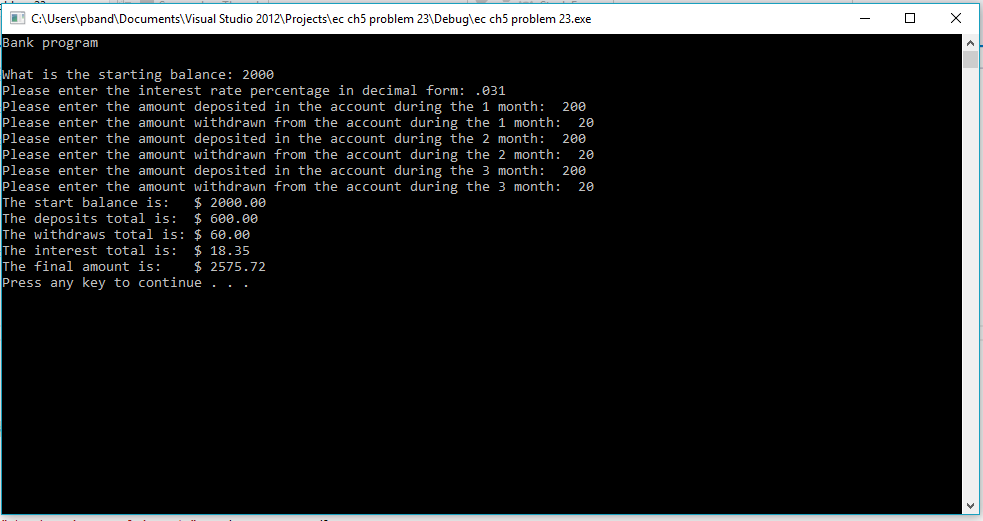 C:\Users\pband\Documents\Visual Studio 2012\Projects\ec ch5 problem 23\Debug\ec ch5 problem 23.exe
Bank program
What is the starting balance: 2000
Please enter the interest rate percentage in decimal form: .031
Please enter the amount deposited in the account during the 1 month:  200
Please enter the amount withdrawn from the account during the 1 month:  20
Please enter the amount deposited in the account during the 2 month:  200
Please enter the amount withdrawn from the account during the 2 month:  20
Please enter the amount deposited in the account during the 3 month:  200
Please enter the amount withdrawn from the account during the 3 month:  20
The start balance is:   $ 2000.00
The deposits total is:  $ 600.00
The withdraws total is: $ 60.00
The interest total is:  $ 18.35
The final amount is:    $ 2575.72
Press any key to continue . . .